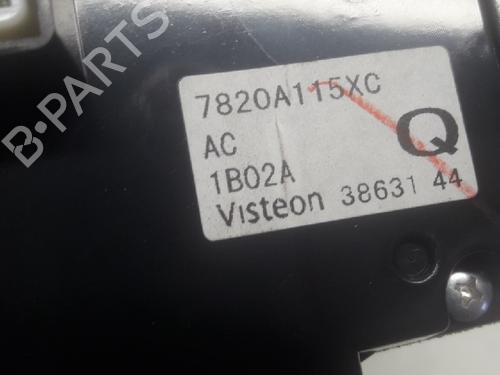 B-PARTS
7820A115XC
AC
Q
1B02A
Visteon 38631 44